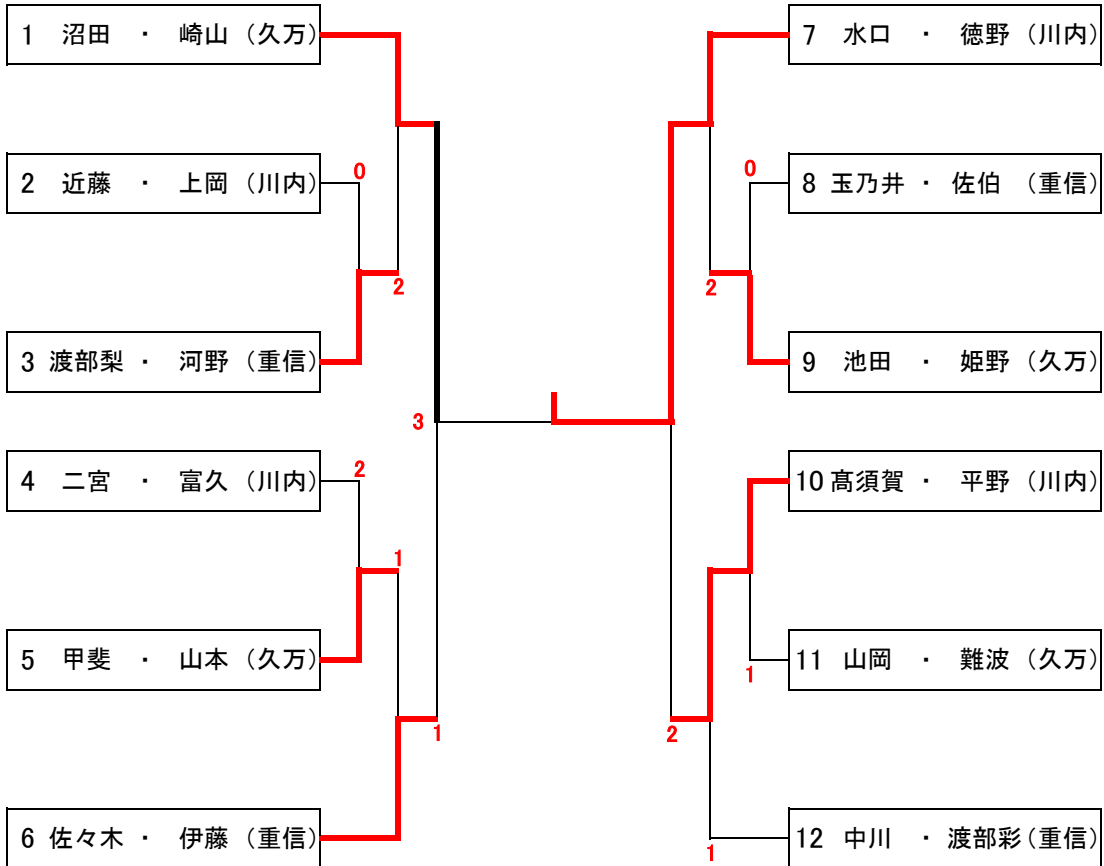 1 沼田 ・ 崎山 (久万)
0
2 近藤 ・ 上岡 (川内)
2
3 渡部梨 ・ 河野 (重信)
3
4 二宮 ・ 富久 (川内)
2
1
5 甲斐 ・ 山本 (久万)
1
6 佐々木 ・ 伊藤 (重信)
7 水口 ・ 徳野 (川内)
0
8 玉乃井 ・ 佐伯 (重信)
2
9 池田 ・ 姫野 (久万)
10 髙須賀 ・ 平野 (川内)
11 山岡 ・ 難波 (久万)
1
2
12 中川 ・ 渡部彩 (重信)
1